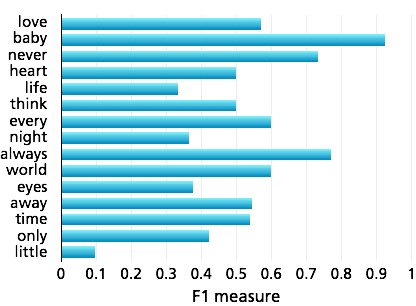 love
baby
never
heart
life
think
every
night
always
world
eyes
away
time
only
little
0 0.1 0.2 0.3 0.4 0.5 0.6 0.7 0.8 0.9 1
F1 measure